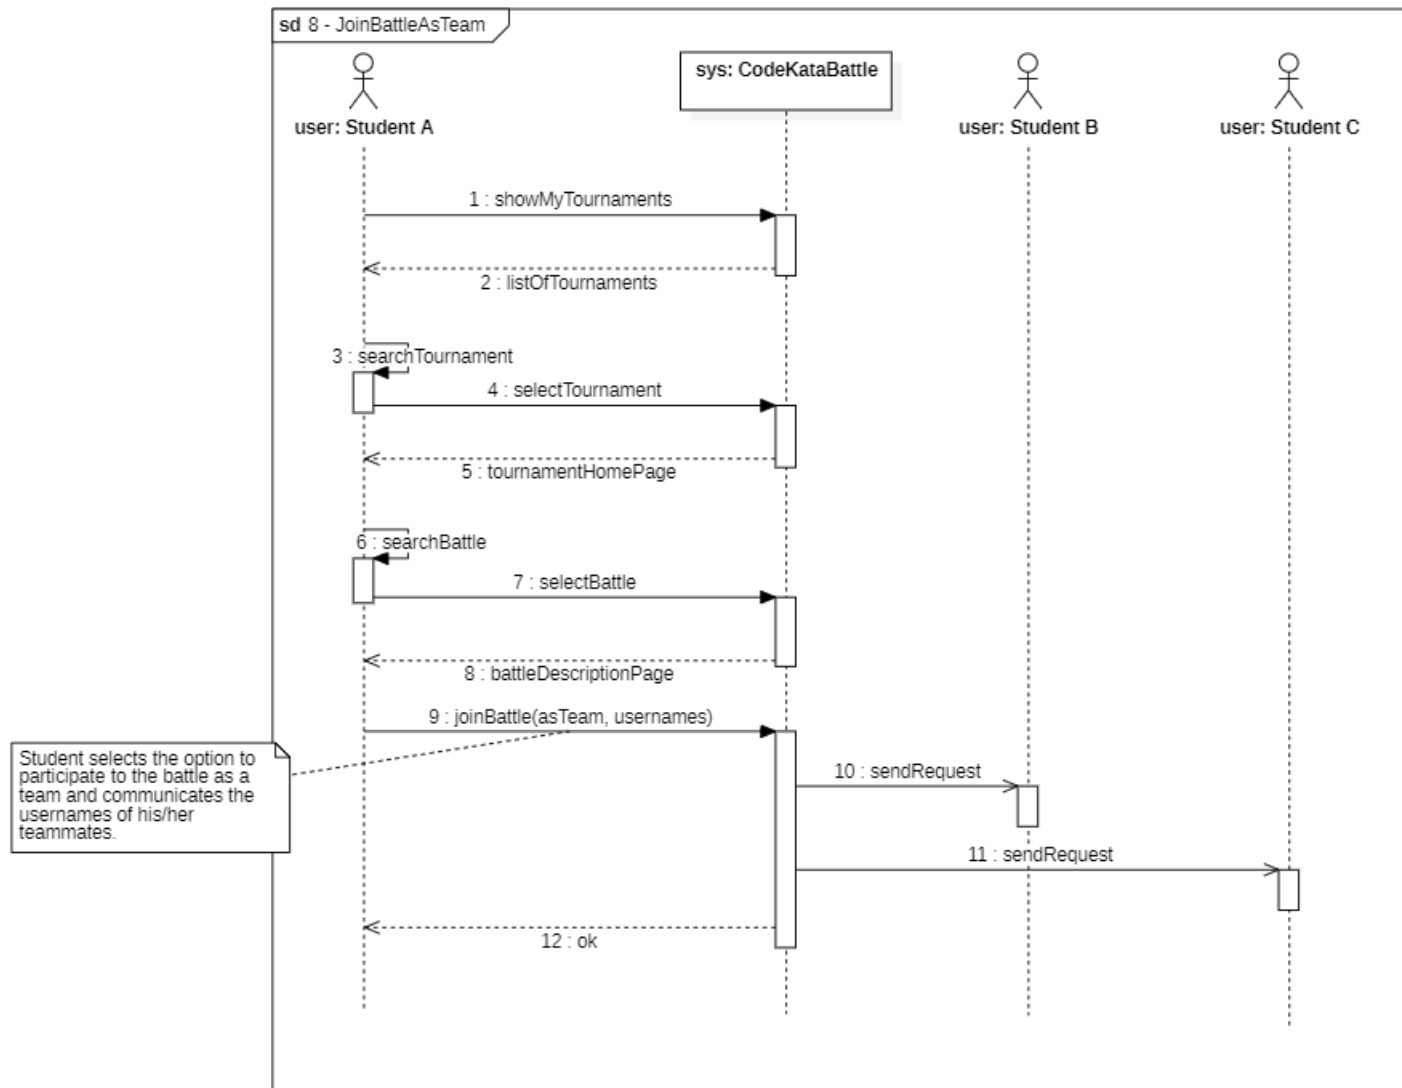 sd 8 - JoinBattleAsTeam
sys: CodeKataBattle
user: Student A
user: Student B
user: Student C
1 : showMyTournaments
2 : listOfTournaments
3 : searchTournament
4 : selectTournament
5 : tournamentHomePage
6 : searchBattle
7 : selectBattle
8 : battleDescriptionPage
9 : joinBattle(asTeam, usernames)
Student selects the option to
participate to the battle as a
team and communicates the
usernames of his/her
teammates.
10 : sendRequest
11 : sendRequest
12 : ok